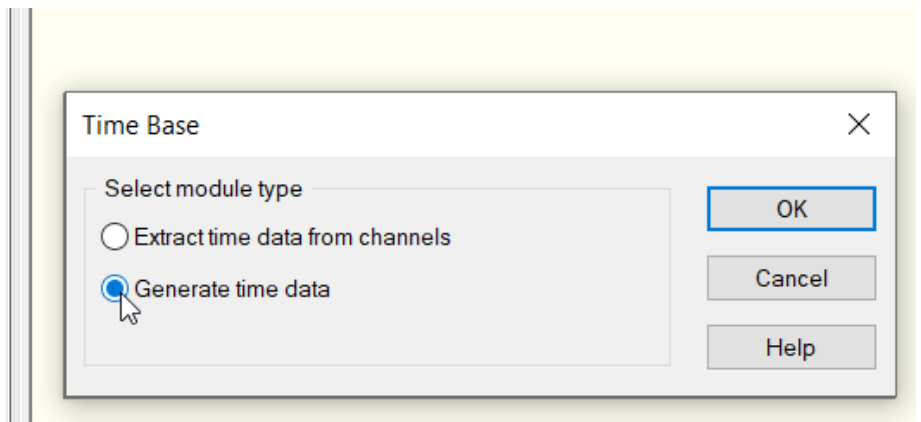 Time Base
Select module type
Extract time data from channels
Generate time data
OK
Cancel
Help